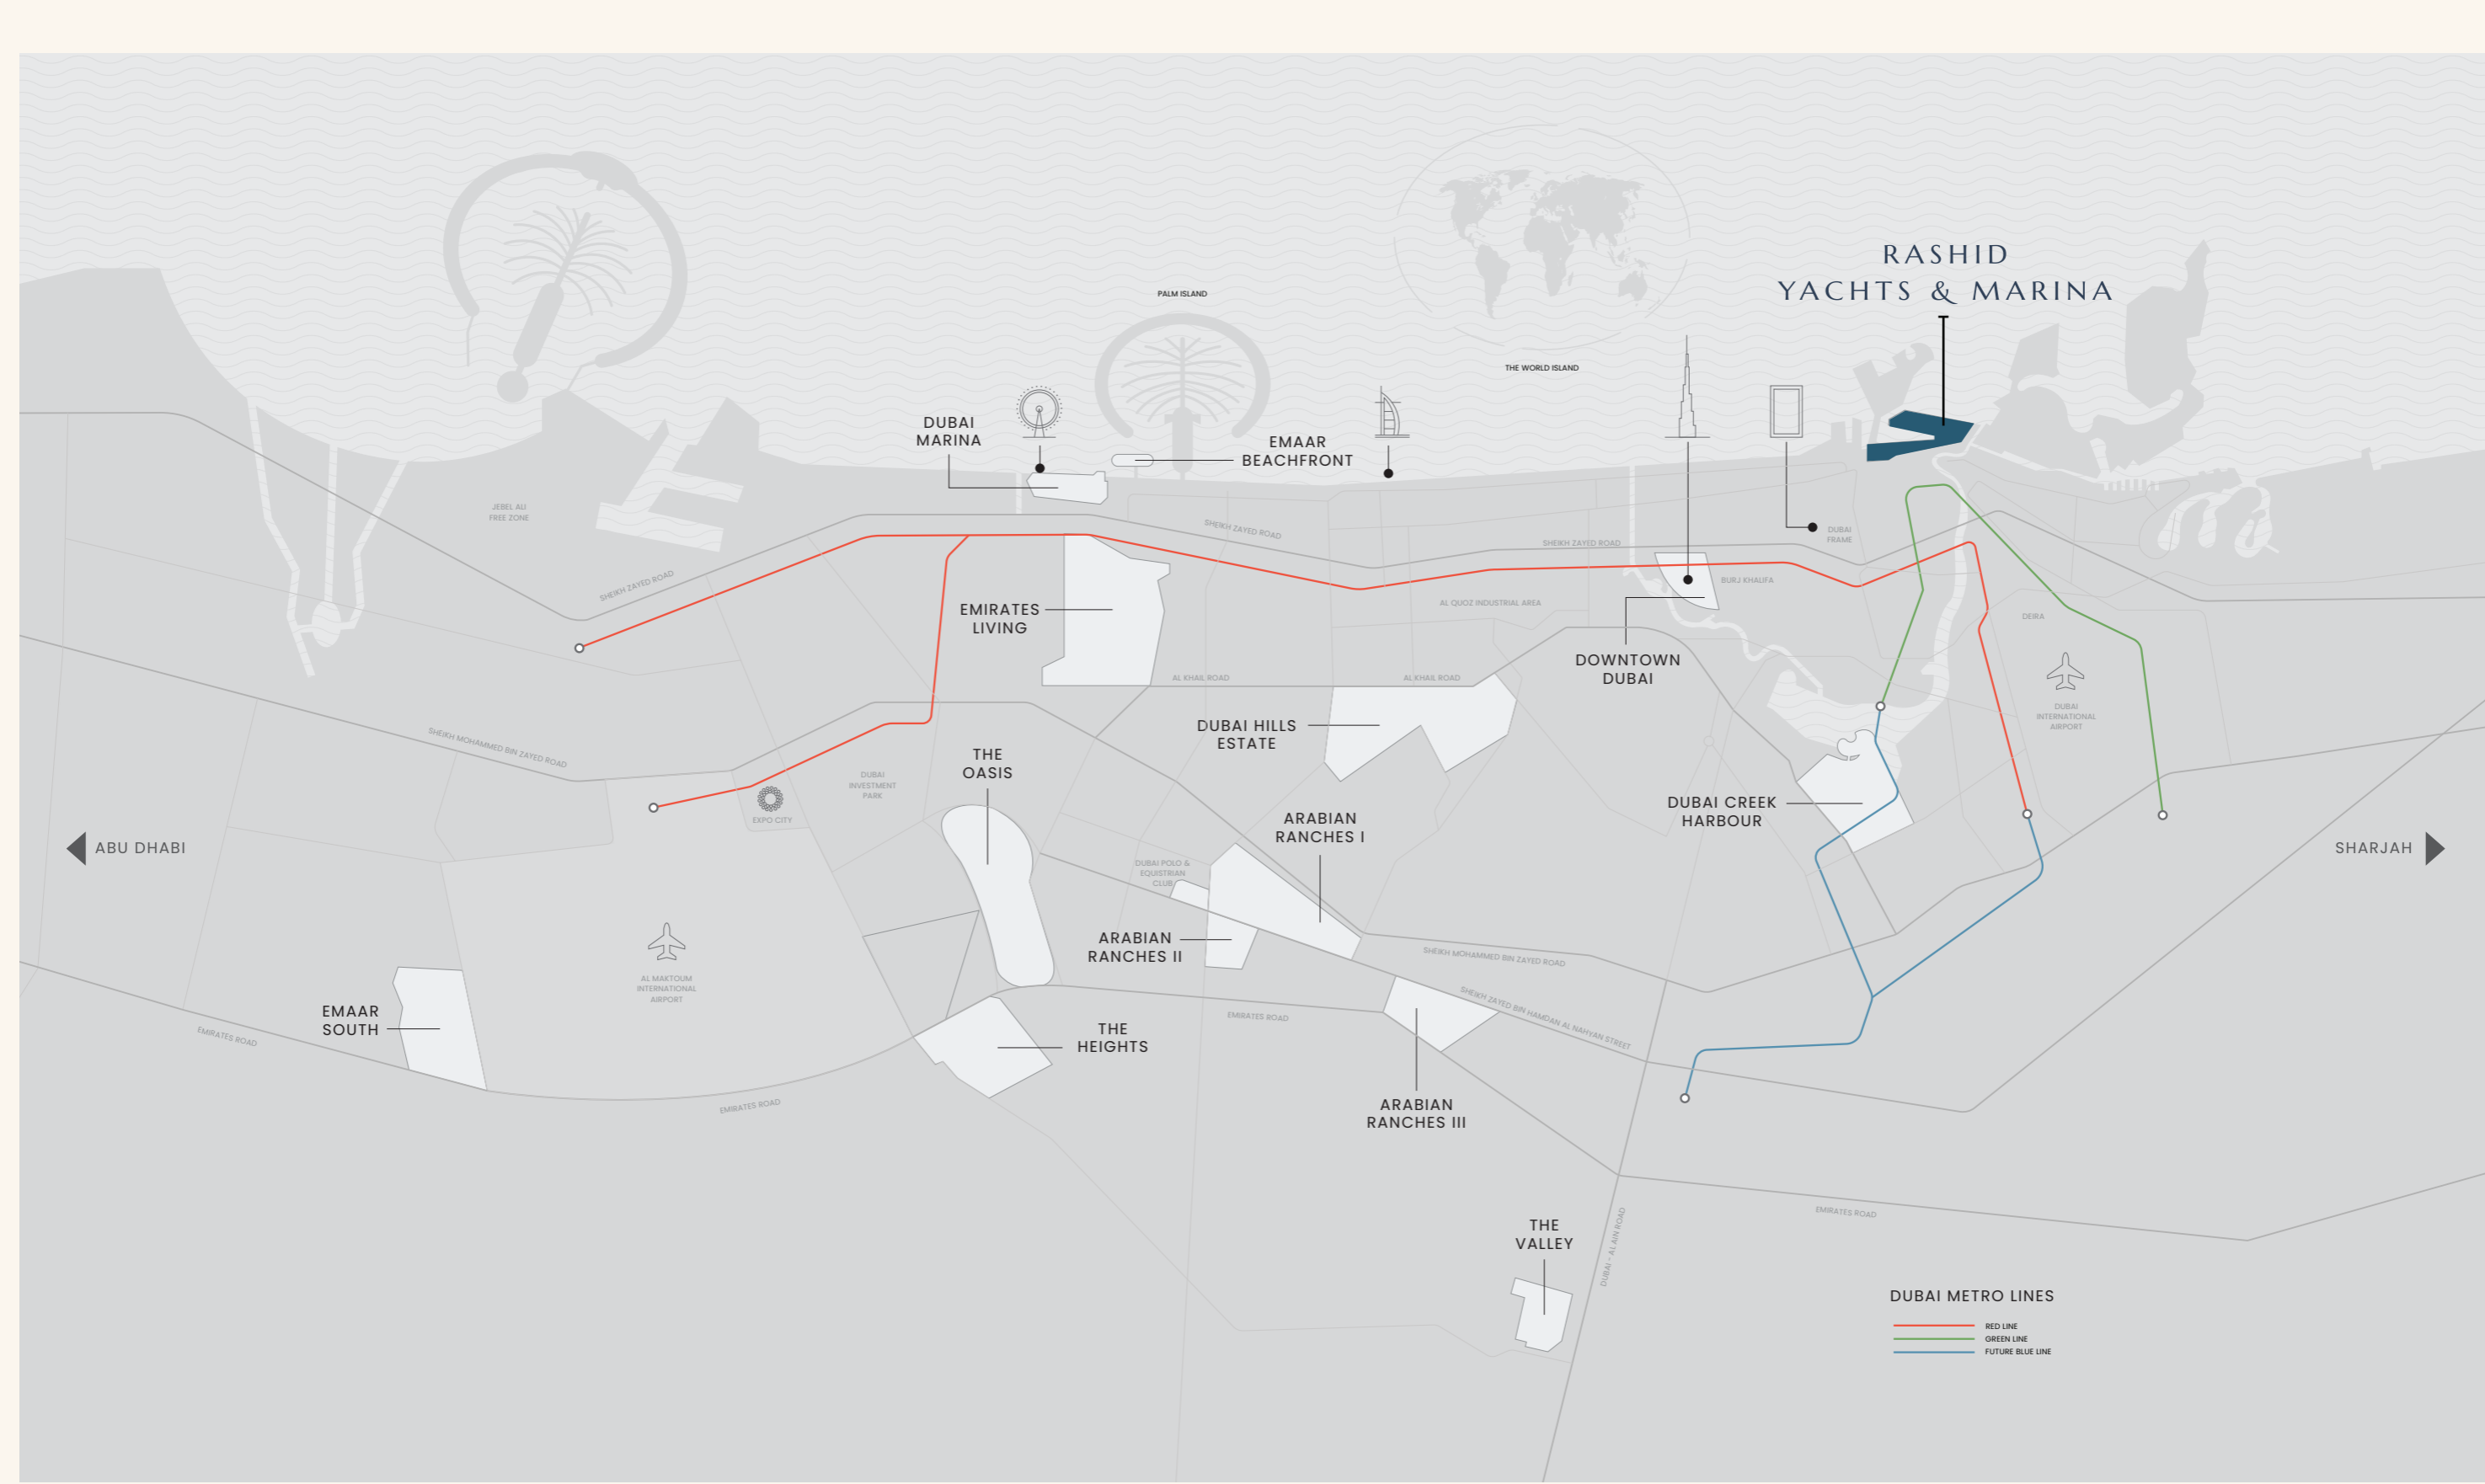 RASHID
YACHTS & MARINA
PALM ISLAND
THE WORLD ISLAND
DUBAI
MARINA
EMAAR
BEACHFRONT
JEBEL ALI
FREE ZONE
SHEIKH ZAYED ROAD
SHEIKH ZAYED ROAD
SHEIKH ZAYED ROAD
DUBAI
FRAME
BURJ KHALIFA
AL QUOZ INDUSTRIAL AREA
EMIRATES
LIVING
DEIRA
DOWNTOWN
DUBAI
AL KHAIL ROAD
AL KHAIL ROAD
DUBAI HILLS
ESTATE
DUBAI
INTERNATIONAL
AIRPORT
SHEIKH MOHAMMED BIN ZAYED ROAD
THE
OASIS
DUBAI
INVESTMENT
PARK
EXPO CITY
DUBAI CREEK
HARBOUR
ARABIAN
RANCHES I
ABU DHABI
SHARJAH
DUBAI POLO &
EQUESTRIAN
CLUB
ARABIAN
RANCHES II
SHEIKH MOHAMMED BIN ZAYED ROAD
AL MAKTOUM
INTERNATIONAL
AIRPORT
SHEIKH ZAYED BIN HAMDAN AL NAHYAN STREET
EMAAR
SOUTH
EMIRATES ROAD
EMIRATES ROAD
THE
HEIGHTS
EMIRATES ROAD
ARABIAN
RANCHES III
EMIRATES ROAD
THE
VALLEY
DUBAI - AL AIN ROAD
DUBAI METRO LINES
RED LINE
GREEN LINE
FUTURE BLUE LINE